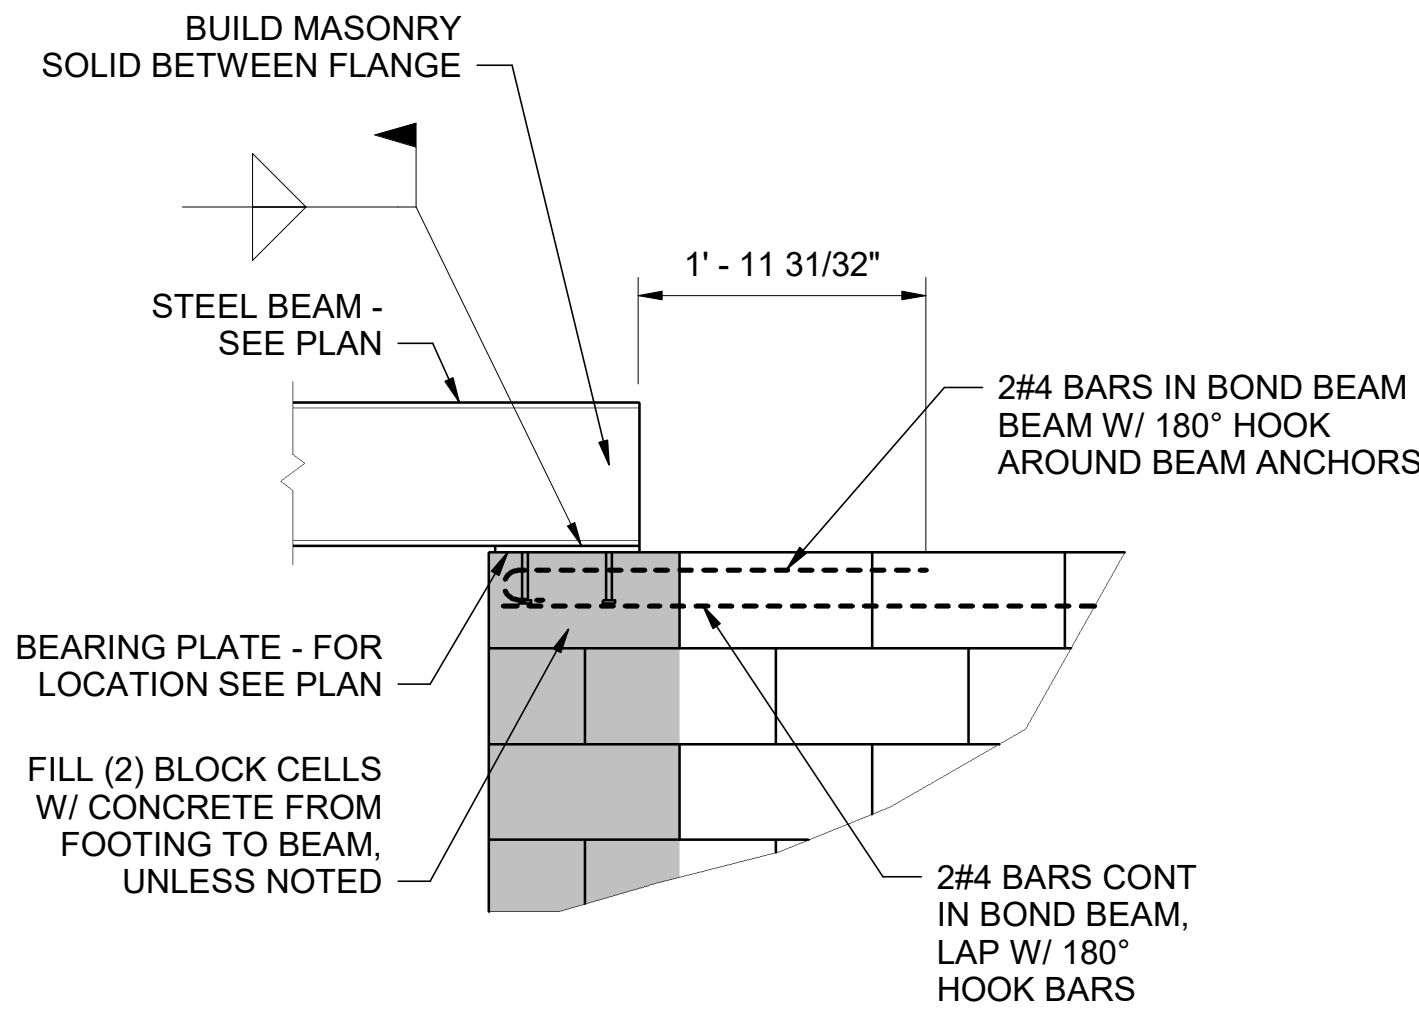 BUILD MASONRY
SOLID BETWEEN FLANGE
1' - 11 31/32"
STEEL BEAM -
SEE PLAN
2#4 BARS IN BOND BEAM
BEAM W/ 180° HOOK
AROUND BEAM ANCHORS
BEARING PLATE - FOR
LOCATION SEE PLAN
FILL (2) BLOCK CELLS
W/ CONCRETE FROM
FOOTING TO BEAM,
UNLESS NOTED
2#4 BARS CONT
IN BOND BEAM,
LAP W/ 180°
HOOK BARS